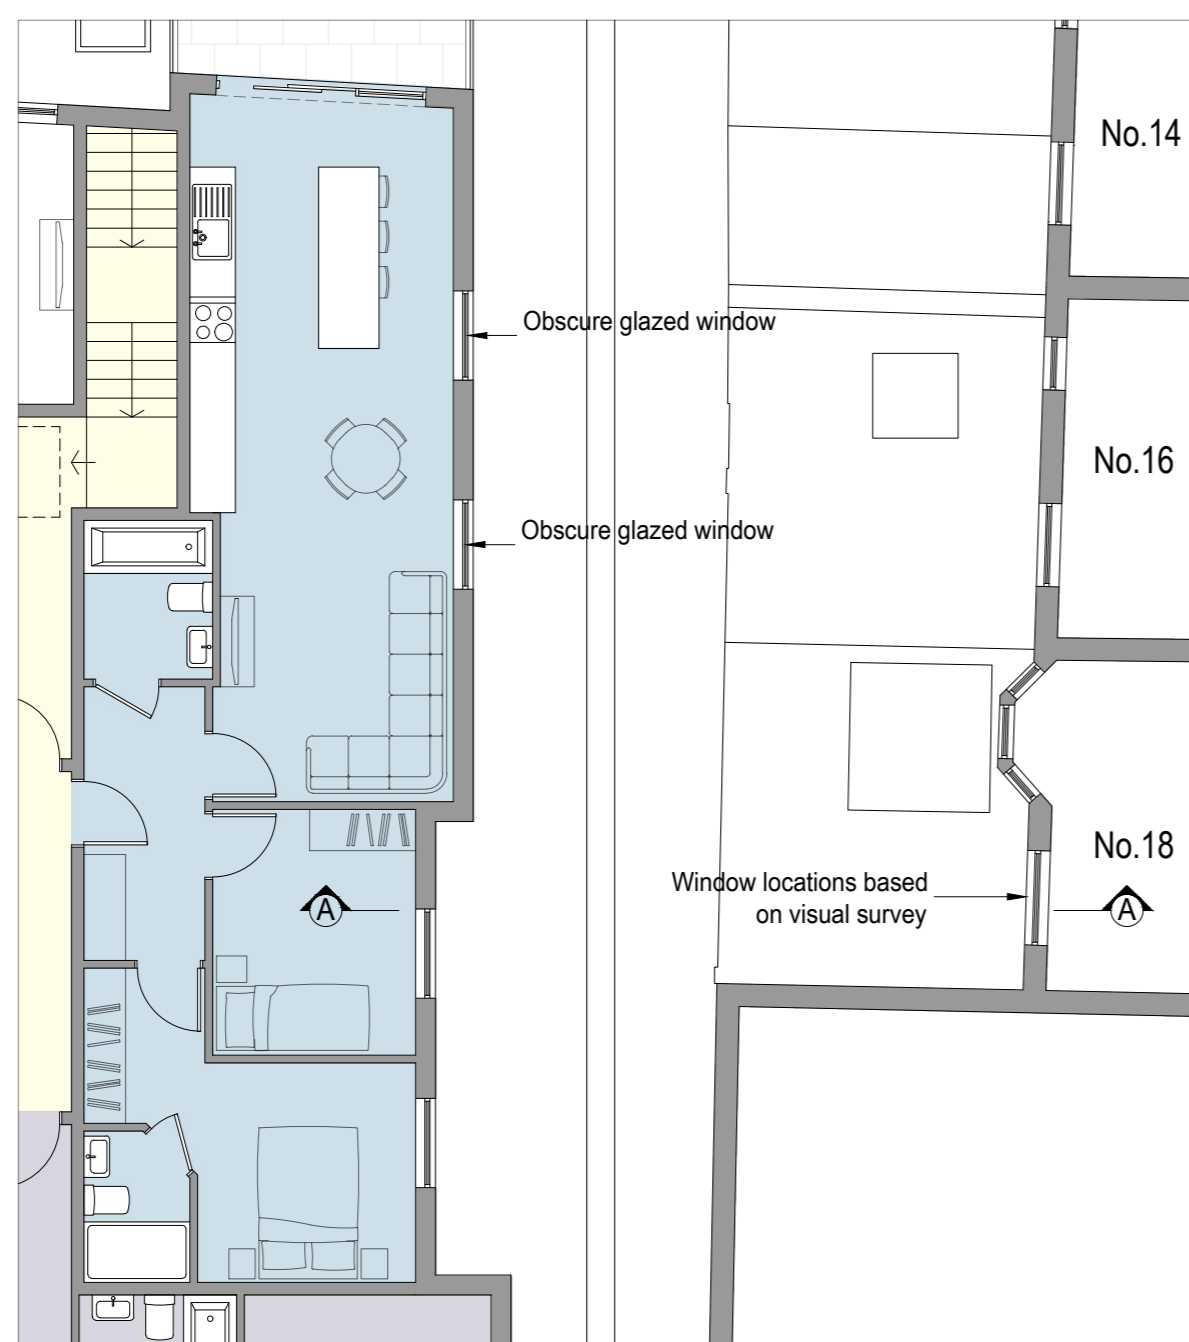 No.14
Obscure glazed window
No.16
Obscure glazed window
No.18
Window locations based
on visual survey
A
A